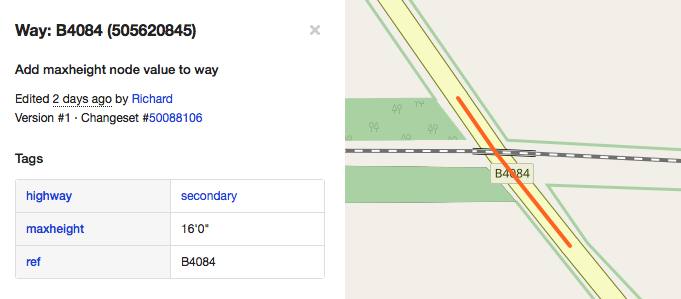 Way: B4084 (505620845)
Add maxheight node value to way
Edited 2 days ago by Richard
Version #1 · Changeset #50088106
Tags
highway secondary
maxheight 16'0"
ref B4084
B4084